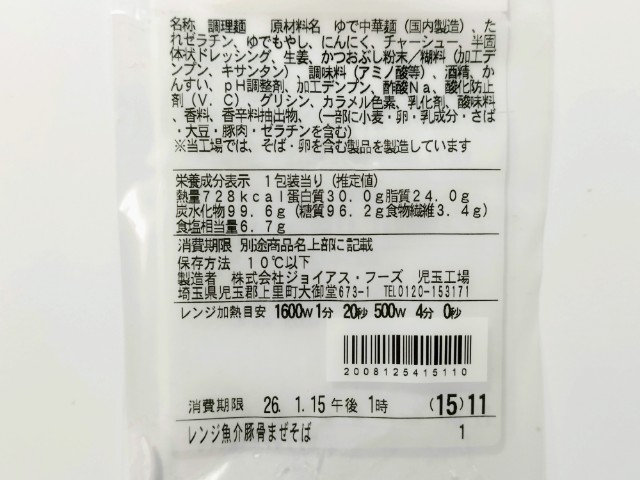 名称 調理麺 原材料名 ゆで中華麺(国内製造)、た
れゼラチン、ゆでもやし、にんにく、チャーシュー、半固
体状ドレッシング、生姜、かつおぶし粉末/糊料(加工デ
ンプン、キサンタン)、調味料(アミノ酸等)、酒精、か
んすい、pH調整剤、加工デンプン、酢酸Na、酸化防止
剤(V.C)、グリシン、カラメル色素、乳化剤、酸味料
、香料、香辛料抽出物、(一部に小麦・卵・乳成分・さば
・大豆・豚肉・ゼラチンを含む)
※当工場では、そば・卵を含む製品を製造しています
栄養成分表示 1包装当り(推定値)
熱量728kcal蛋白質30.0g脂質24.0g
炭水化物99.6g(糖質96.2g食物繊維3.4g)
食塩相当量6.7g
消費期限 別途商品名上部に記載
保存方法 10℃以下
製造者 株式会社ジョイアス・フーズ 児玉工場
埼玉県児玉郡上里町大御堂673-1 TEL0120-153171
レンジ加熱目安 1600W 1分 20秒 500W 4分 0秒
2008125415110
消費期限 26. 1.15午後 1時 (15)11
レンジ魚介豚骨まぜそば 1